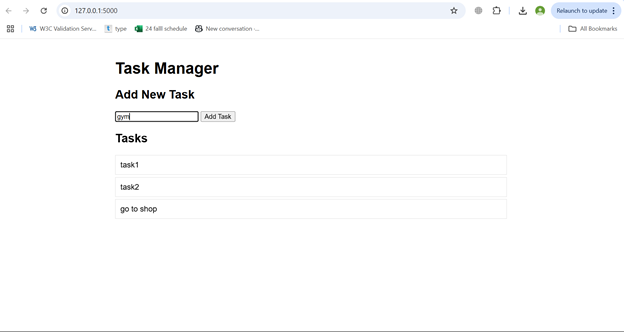 127.0.0.1:5000
Relaunch to update
W3C Validation Serv...
type
24 falll schedule
New conversation -...
All Bookmarks
Task Manager
Add New Task
gym
Add Task
Tasks
task1
task2
go to shop